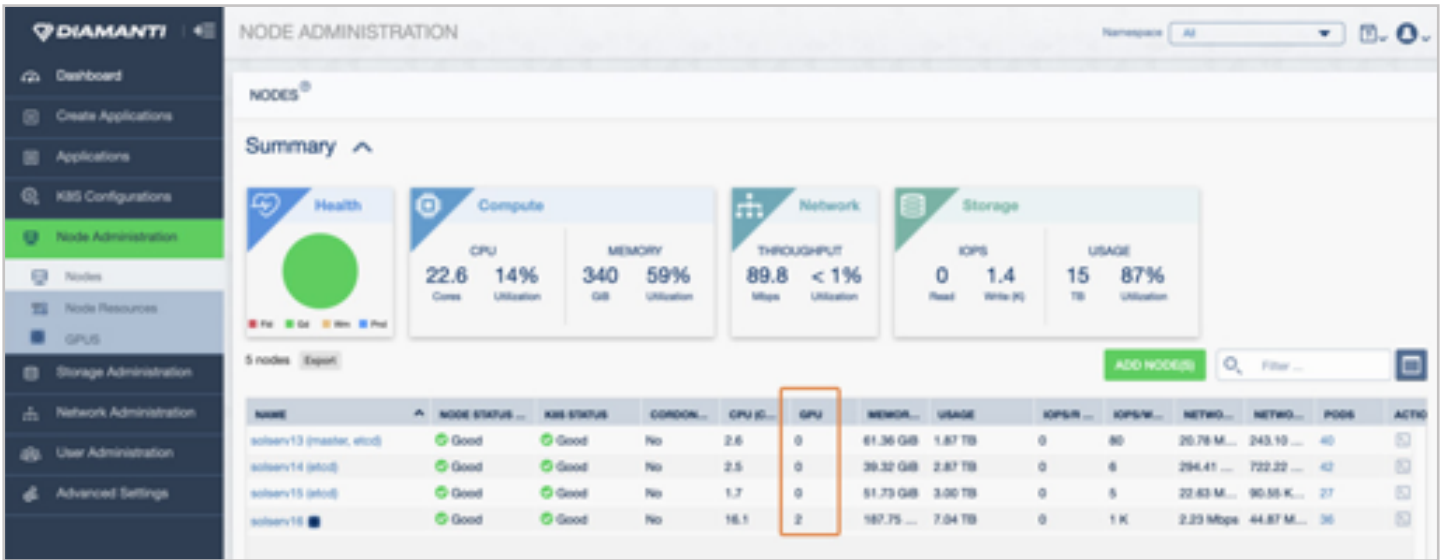 DIAMANTI
NODE ADMINISTRATION
Namespace All
Dashboard
Create Applications
Applications
K8S Configurations
Node Administration
Nodes
Node Resources
GPUS
Storage Administration
Network Administration
User Administration
Advanced Settings
NODES
Summary
Health
Compute
Network
Storage
CPU MEMORY THROUGHPUT IOPS USAGE
22.6 14% 340 59% 89.8 < 1% 0 1.4 15 87%
Cores Utilization GiB Utilization Mbps Utilization Read Write (K) TB Utilization
Fld Gd Wrn Pnd
5 nodes Export
ADD NODE(S) Filter ...
NAME NODE STATUS ... K8S STATUS CORDON... CPU (C... GPU MEMOR... USAGE IOPS/R ... IOPS/W... NETWO... NETWO... PODS ACTIO
solserv13 (master, etcd) Good Good No 2.6 0 61.36 GiB 1.87 TB 0 80 20.78 M... 243.10 ... 40
solserv14 (etcd) Good Good No 2.5 0 39.32 GiB 2.87 TB 0 6 294.41 ... 722.22 ... 42
solserv15 (etcd) Good Good No 1.7 0 51.73 GiB 3.00 TB 0 5 22.63 M... 90.55 K... 27
solserv16 Good Good No 16.1 2 187.75 ... 7.04 TB 0 1 K 2.23 Mbps 44.87 M... 36